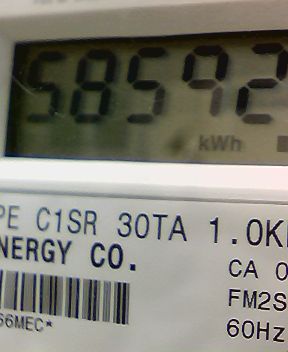 58592
kWh
PE C1SR 30TA 1.0K
NERGY CO.
CA 0
FM2S
66MEC*
60Hz